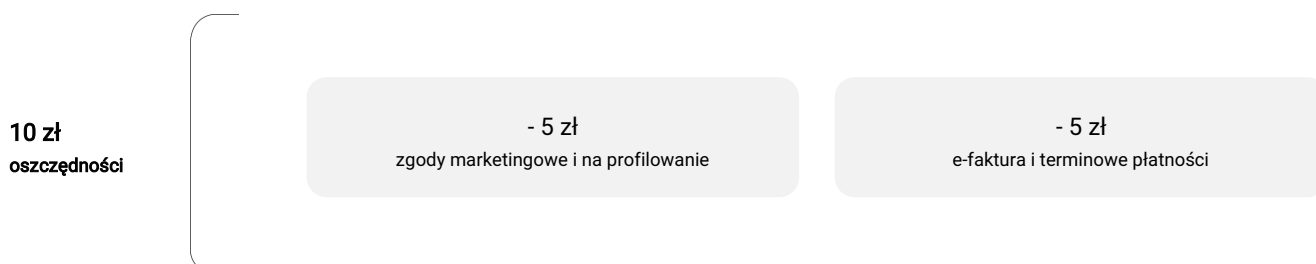 10 zł
oszczędności
- 5 zł
zgody marketingowe i na profilowanie
- 5 zł
e-faktura i terminowe płatności